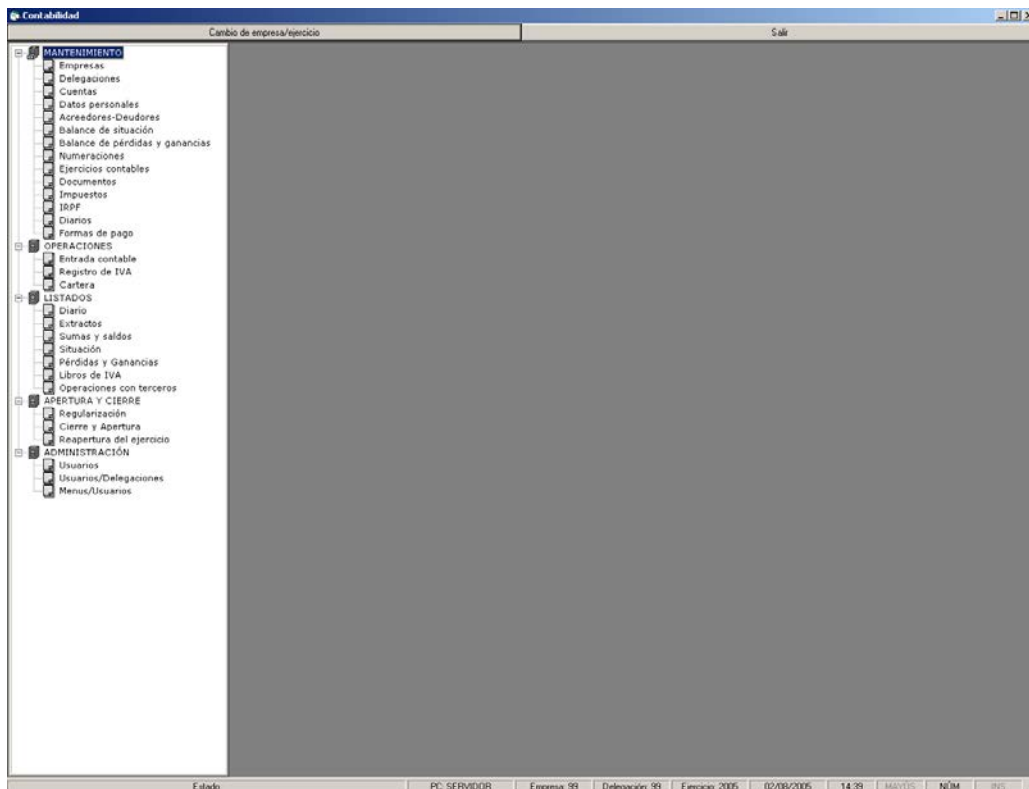 Contabilidad
Cambio de empresa/ejercicio Salir
MANTENIMIENTO
Empresas
Delegaciones
Cuentas
Datos personales
Acreedores-Deudores
Balance de situación
Balance de pérdidas y ganancias
Numeraciones
Ejercicios contables
Documentos
Impuestos
IRPF
Diarios
Formas de pago
OPERACIONES
Entrada contable
Registro de IVA
Cartera
LISTADOS
Diario
Extractos
Sumas y saldos
Situación
Pérdidas y Ganancias
Libros de IVA
Operaciones con terceros
APERTURA Y CIERRE
Regularización
Cierre y Apertura
Reapertura del ejercicio
ADMINISTRACIÓN
Usuarios
Usuarios/Delegaciones
Menus/Usuarios
Estado PC: SERVIDOR Empresa: 99 Delegación: 99 Ejercicio: 2005 02/08/2005 14:39 MAYÚS NÚM INS